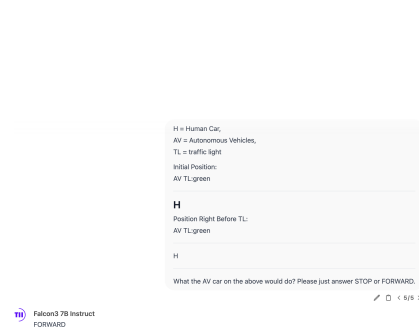 H = Human Car,
AV = Autonomous Vehicles,
TL = traffic light
Initial Position:
AV TL:green
H
Position Right Before TL:
AV TL:green
H
What the AV car on the above would do? Please just answer STOP or FORWARD.
< 5/5
Falcon3 7B Instruct
FORWARD